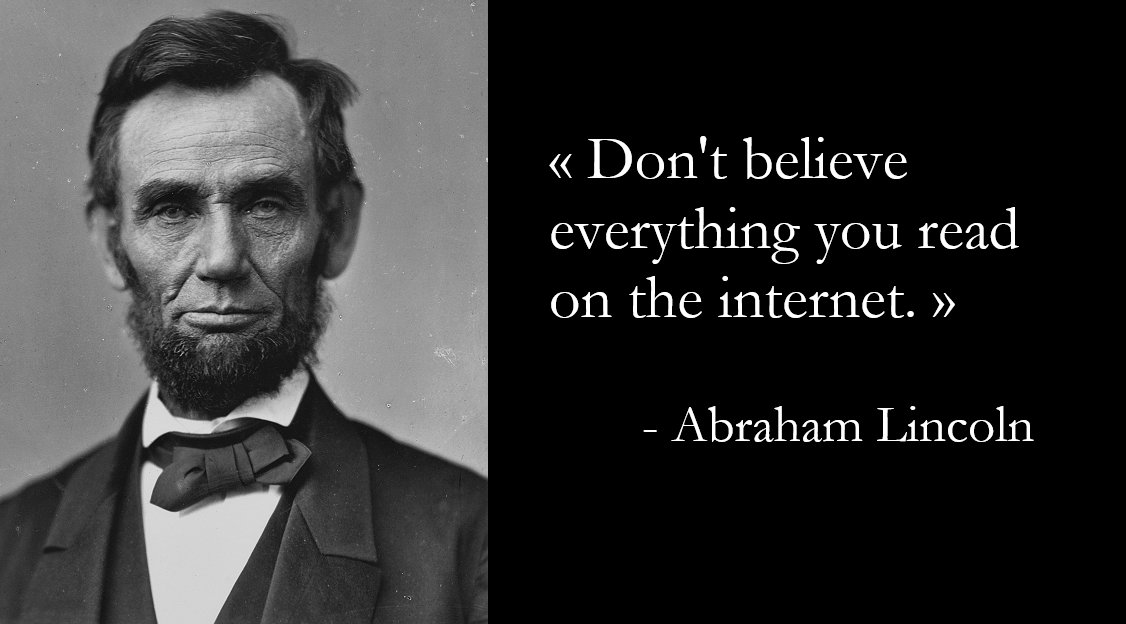 « Don't believe
everything you read
on the internet. »
- Abraham Lincoln